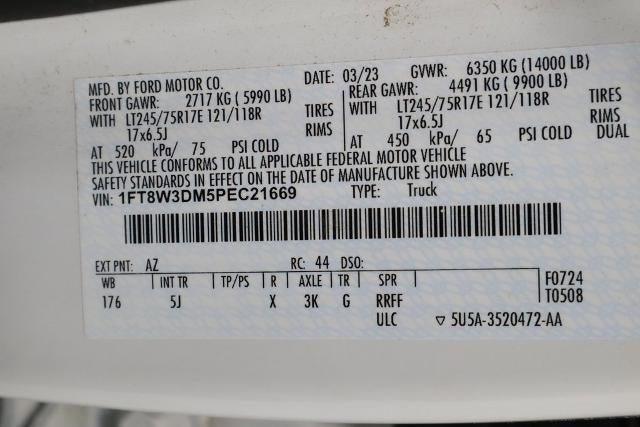 MFD. BY FORD MOTOR CO. DATE: 03/23 GVWR: 6350 KG (14000 LB)
FRONT GAWR: 2717 KG ( 5990 LB) REAR GAWR: 4491 KG ( 9900 LB)
WITH LT245/75R17E 121/118R TIRES WITH LT245/75R17E 121/118R TIRES
17x6.5J RIMS 17x6.5J RIMS
AT 520 kPa/ 75 PSI COLD AT 450 kPa/ 65 PSI COLD DUAL
THIS VEHICLE CONFORMS TO ALL APPLICABLE FEDERAL MOTOR VEHICLE
SAFETY STANDARDS IN EFFECT ON THE DATE OF MANUFACTURE SHOWN ABOVE.
VIN: 1FT8W3DM5PEC21669 TYPE: Truck
EXT PNT: AZ RC: 44 DSO:
WB INT TR TP/PS R AXLE TR SPR F0724
176 5J X 3K G RRFF T0508
ULC ▽ 5U5A-3520472-AA